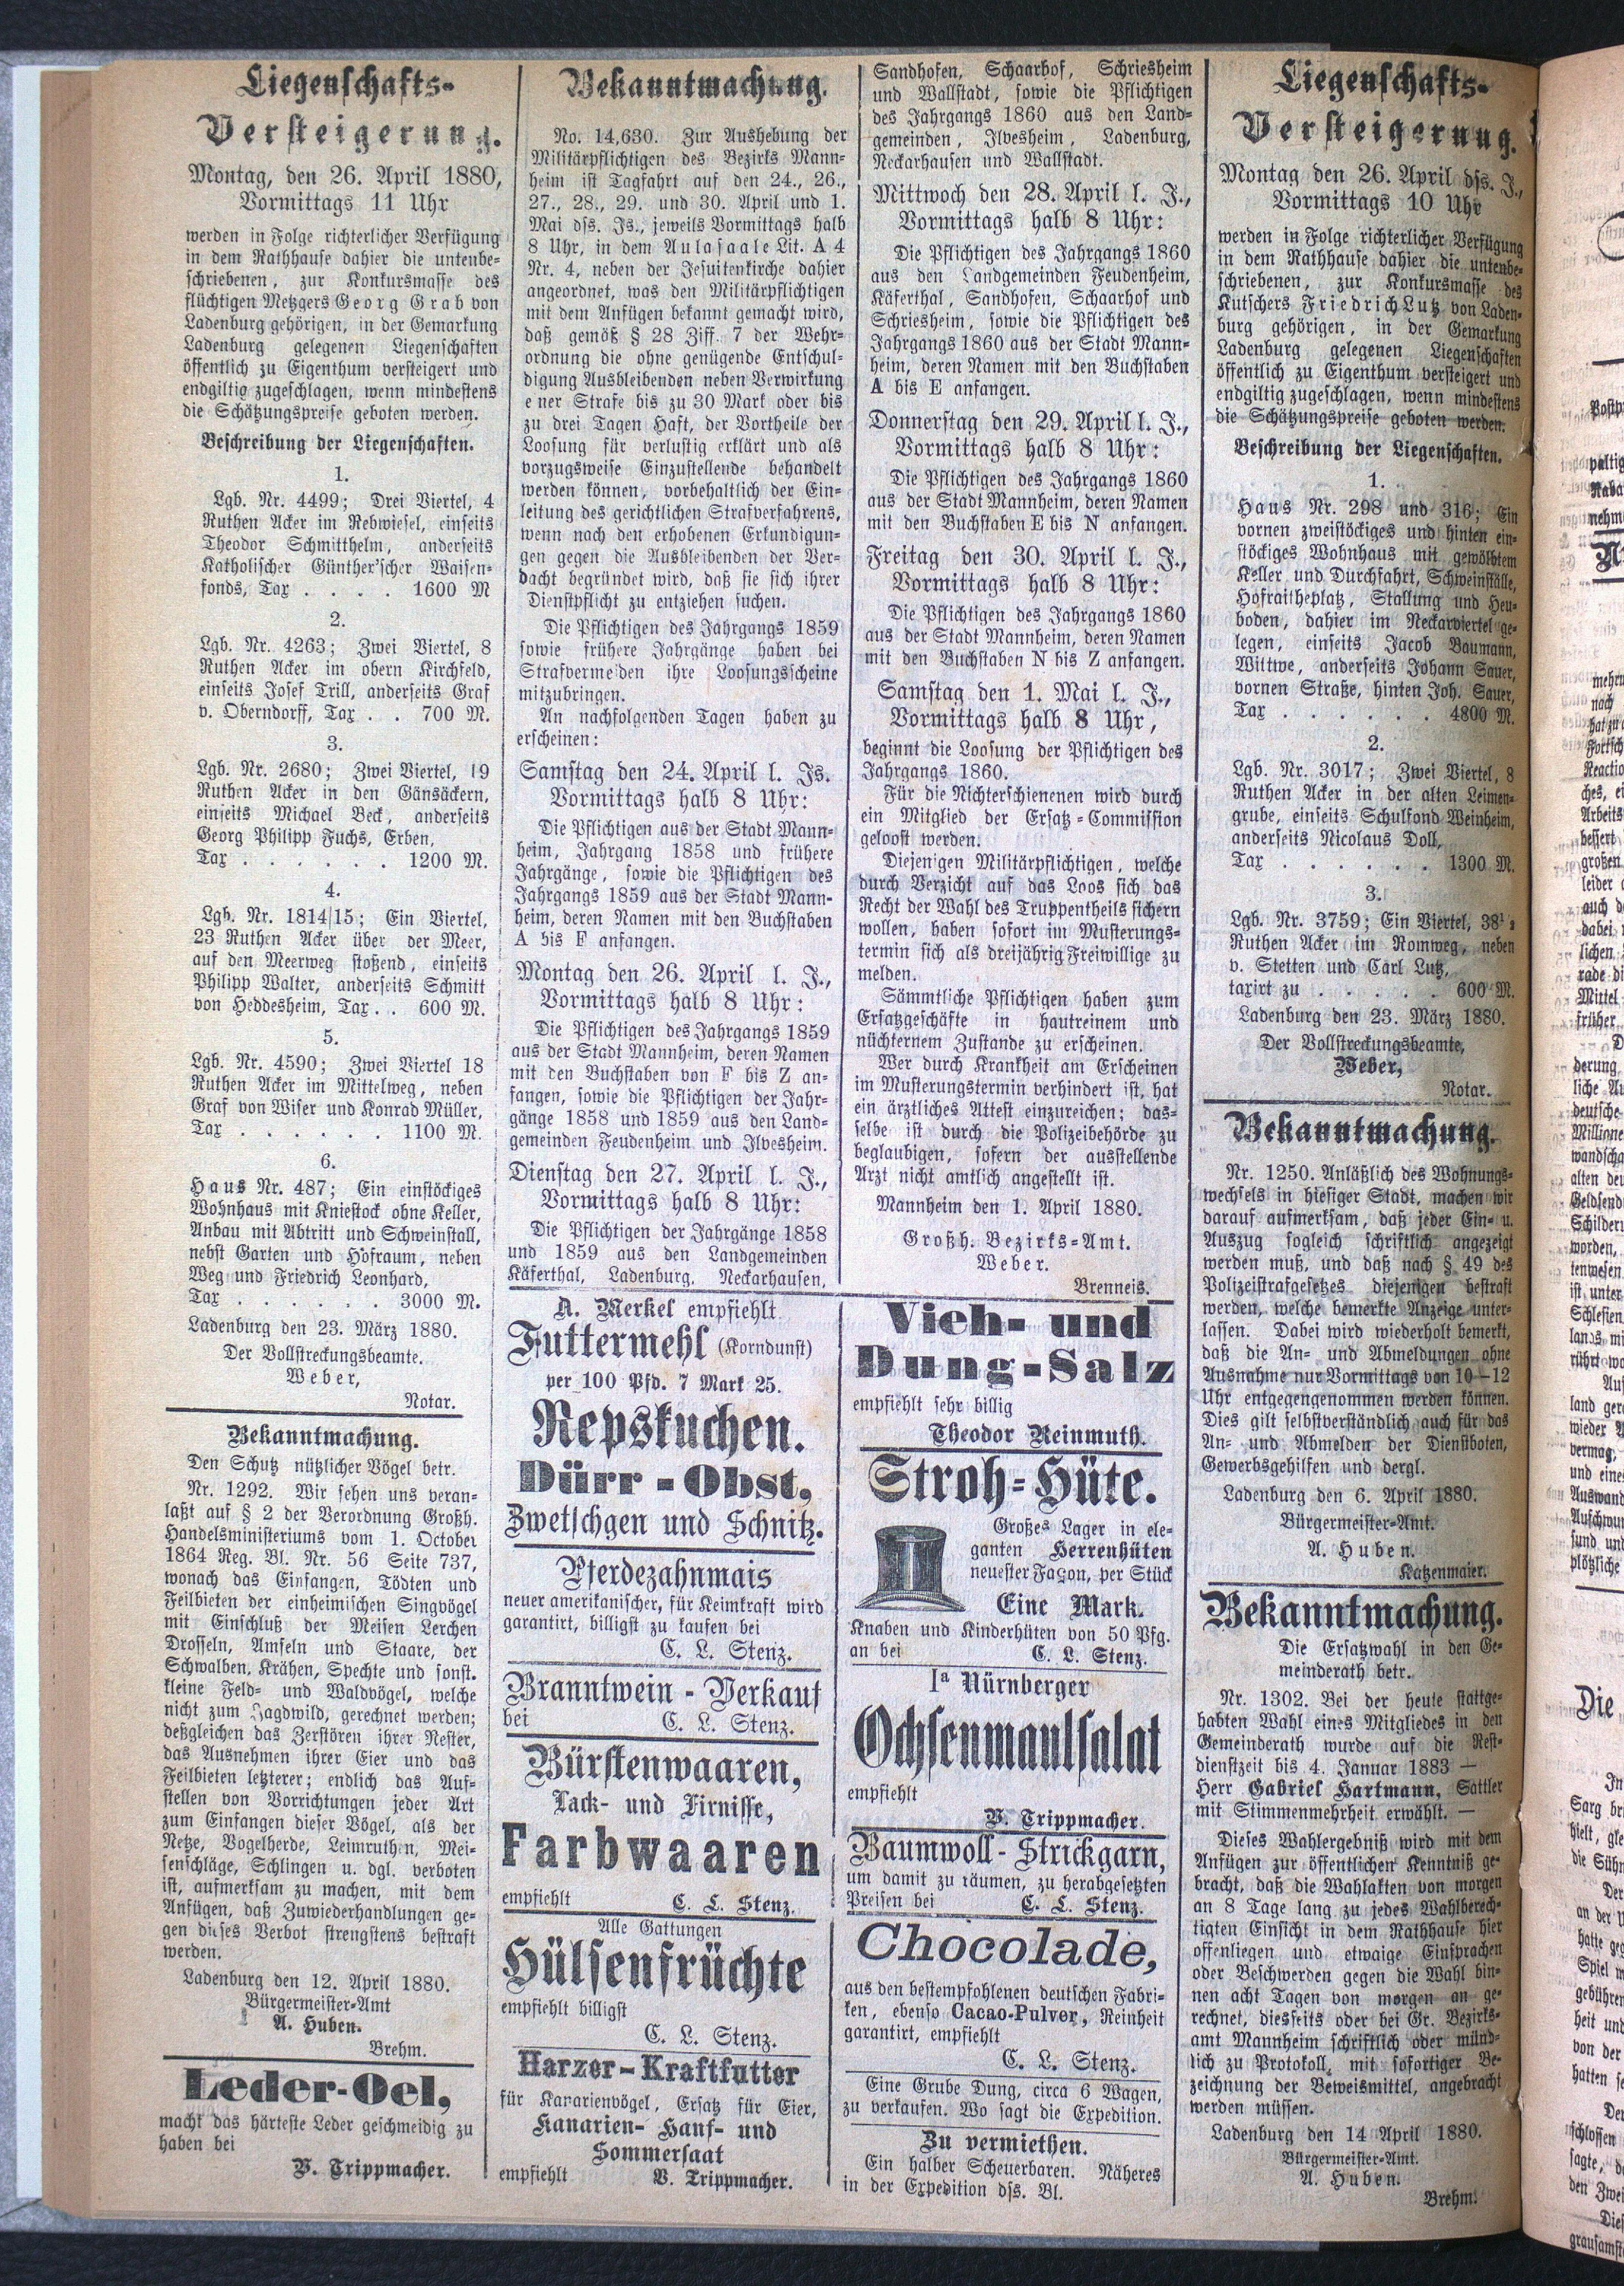 Liegenschafts-
Versteigerung.
Montag, den 26. April 1880,
Vormittags 11 Uhr
werden in Folge richterlicher Verfügung
in dem Rathhause dahier die untenbe-
schriebenen, zur Konkursmasse des
flüchtigen Metzgers Georg Grab von
Ladenburg gehörigen, in der Gemarkung
Ladenburg gelegenen Liegenschaften
öffentlich zu Eigenthum versteigert und
endgiltig zugeschlagen, wenn mindestens
die Schätzungspreise geboten werden.
Beschreibung der Liegenschaften.
1.
Lgb. Nr. 4499; Drei Viertel, 4
Ruthen Acker im Rebwiesel, einseits
Theodor Schmitthelm, anderseits
Katholischer Günther'scher Waisen-
fonds, Tax . . . . 1600 M
2.
Lgb. Nr. 4263; Zwei Viertel, 8
Ruthen Acker im obern Kirchfeld,
einseits Josef Trill, anderseits Graf
v. Oberndorff, Tax . . 700 M.
3.
Lgb. Nr. 2680; Zwei Viertel, 19
Ruthen Acker in den Gänsäckern,
einseits Michael Beck, anderseits
Georg Philipp Fuchs, Erben,
Tax . . . . . . 1200 M.
4.
Lgb. Nr. 1814/15; Ein Viertel,
23 Ruthen Acker über der Meer,
auf den Meerweg stoßend, einseits
Philipp Walter, anderseits Schmitt
von Heddesheim, Tax . . 600 M.
5.
Lgb. Nr. 4590; Zwei Viertel 18
Ruthen Acker im Mittelweg, neben
Graf von Wiser und Konrad Müller,
Tax . . . . . . 1100 M.
6.
Haus Nr. 487; Ein einstöckiges
Wohnhaus mit Kniestock ohne Keller,
Anbau mit Abtritt und Schweinstall,
nebst Garten und Hofraum, neben
Weg und Friedrich Leonhard,
Tax . . . . . . 3000 M.
Ladenburg den 23. März 1880.
Der Vollstreckungsbeamte.
Weber,
Notar.
Bekanntmachung.
Den Schutz nützlicher Vögel betr.
Nr. 1292. Wir sehen uns veran-
laßt auf § 2 der Verordnung Großh.
Handelsministeriums vom 1. October
1864 Reg. Bl. Nr. 56 Seite 737,
wonach das Einfangen, Tödten und
Feilbieten der einheimischen Singvögel
mit Einschluß der Meisen Lerchen
Drosseln, Amseln und Staare, der
Schwalben, Krähen, Spechte und sonst.
kleine Feld- und Waldvögel, welche
nicht zum Jagdwild, gerechnet werden;
deßgleichen das Zerstören ihrer Nester,
das Ausnehmen ihrer Eier und das
Feilbieten letzterer; endlich das Auf-
stellen von Vorrichtungen jeder Art
zum Einfangen dieser Vögel, als der
Netze, Vogelherde, Leimruthen, Mei-
senschläge, Schlingen u. dgl. verboten
ist, aufmerksam zu machen, mit dem
Anfügen, daß Zuwiederhandlungen ge-
gen dieses Verbot strengstens bestraft
werden.
Ladenburg den 12. April 1880.
Bürgermeister-Amt
A. Huben.
Brehm.
Leder-Oel,
macht das härteste Leder geschmeidig zu
haben bei
V. Trippmacher.
Bekanntmachung.
No. 14,630. Zur Aushebung der
Militärpflichtigen des Bezirks Mann-
heim ist Tagfahrt auf den 24., 26.,
27., 28., 29. und 30. April und 1.
Mai dss. Js., jeweils Vormittags halb
8 Uhr, in dem Aulasaale Lit. A 4
Nr. 4, neben der Jesuitenkirche dahier
angeordnet, was den Militärpflichtigen
mit dem Anfügen bekannt gemacht wird,
daß gemäß § 28 Ziff. 7 der Wehr-
ordnung die ohne genügende Entschul-
digung Ausbleibenden neben Verwirkung
e ner Strafe bis zu 30 Mark oder bis
zu drei Tagen Haft, der Vortheile der
Loosung für verlustig erklärt und als
vorzugsweise Einzustellende behandelt
werden können, vorbehaltlich der Ein-
leitung des gerichtlichen Strafverfahrens,
wenn nach den erhobenen Erkundigun-
gen gegen die Ausbleibenden der Ver-
dacht begründet wird, daß sie sich ihrer
Dienstpflicht zu entziehen suchen.
Die Pflichtigen des Jahrgangs 1859
sowie frühere Jahrgänge haben bei
Strafvermeiden ihre Loosungsscheine
mitzubringen.
An nachfolgenden Tagen haben zu
erscheinen:
Samstag den 24. April l. Js.
Vormittags halb 8 Uhr:
Die Pflichtigen aus der Stadt Mann-
heim, Jahrgang 1858 und frühere
Jahrgänge, sowie die Pflichtigen des
Jahrgangs 1859 aus der Stadt Mann-
heim, deren Namen mit den Buchstaben
A bis F anfangen.
Montag den 26. April l. J.,
Vormittags halb 8 Uhr:
Die Pflichtigen des Jahrgangs 1859
aus der Stadt Mannheim, deren Namen
mit den Buchstaben von F bis Z an-
fangen, sowie die Pflichtigen der Jahr-
gänge 1858 und 1859 aus den Land-
gemeinden Feudenheim und Ilvesheim.
Dienstag den 27. April l. J.,
Vormittags halb 8 Uhr:
Die Pflichtigen der Jahrgänge 1858
und 1859 aus den Landgemeinden
Käferthal, Ladenburg, Neckarhausen,
Sandhofen, Schaarhof, Schriesheim
und Wallstadt, sowie die Pflichtigen
des Jahrgangs 1860 aus den Land-
gemeinden, Ilvesheim, Ladenburg,
Neckarhausen und Wallstadt.
Mittwoch den 28. April l. J.,
Vormittags halb 8 Uhr:
Die Pflichtigen des Jahrgangs 1860
aus den Landgemeinden Feudenheim,
Käferthal, Sandhofen, Schaarhof und
Schriesheim, sowie die Pflichtigen des
Jahrgangs 1860 aus der Stadt Mann-
heim, deren Namen mit den Buchstaben
A bis E anfangen.
Donnerstag den 29. April l. J.,
Vormittags halb 8 Uhr:
Die Pflichtigen des Jahrgangs 1860
aus der Stadt Mannheim, deren Namen
mit den Buchstaben E bis N anfangen.
Freitag den 30. April l. J.,
Vormittags halb 8 Uhr:
Die Pflichtigen des Jahrgangs 1860
aus der Stadt Mannheim, deren Namen
mit den Buchstaben N bis Z anfangen.
Samstag den 1. Mai l. J.,
Vormittags halb 8 Uhr,
beginnt die Loosung der Pflichtigen des
Jahrgangs 1860.
Für die Nichterschienenen wird durch
ein Mitglied der Ersatz-Commission
geloost werden.
Diejenigen Militärpflichtigen, welche
durch Verzicht auf das Loos sich das
Recht der Wahl des Truppentheils sichern
wollen, haben sofort im Musterungs-
termin sich als dreijährig Freiwillige zu
melden.
Sämmtliche Pflichtigen haben zum
Ersatzgeschäfte in hautreinem und
nüchternem Zustande zu erscheinen.
Wer durch Krankheit am Erscheinen
im Musterungstermin verhindert ist, hat
ein ärztliches Attest einzureichen; das-
selbe ist durch die Polizeibehörde zu
beglaubigen, sofern der ausstellende
Arzt nicht amtlich angestellt ist.
Mannheim den 1. April 1880.
Großh. Bezirks-Amt.
Weber.
Brenneis.
A. Merkel empfiehlt
Futtermehl (Korndunst)
per 100 Pfd. 7 Mark 25.
Repskuchen.
Dürr-Obst,
Zwetschgen und Schnitz.
Pferdezahnmais
neuer amerikanischer, für Keimkraft wird
garantirt, billigst zu kaufen bei
C. L. Stenz.
Branntwein-Verkauf
bei C. L. Stenz.
Bürstenwaaren,
Lack- und Firnisse,
Farbwaaren
empfiehlt C. L. Stenz.
Alle Gattungen
Hülsenfrüchte
empfiehlt billigst
C. L. Stenz.
Harzer-Kraftfutter
für Kanarienvögel, Ersatz für Eier,
Kanarien- Hanf- und
Sommersaat
empfiehlt V. Trippmacher.
Vieh- und
Dung-Salz
empfiehlt sehr billig
Theodor Reinmuth.
Stroh-Hüte.
Großes Lager in ele-
ganten Herrenhüten
neuester Façon, per Stück
Eine Mark.
Knaben und Kinderhüten von 50 Pfg.
an bei C. L. Stenz.
Ia Nürnberger
Ochsenmaulsalat
empfiehlt
V. Trippmacher.
Baumwoll-Strickgarn,
um damit zu räumen, zu herabgesetzten
Preisen bei C. L. Stenz.
Chocolade,
aus den bestempfohlenen deutschen Fabri-
ken, ebenso Cacao-Pulver, Reinheit
garantirt, empfiehlt
C. L. Stenz.
Eine Grube Dung, circa 6 Wagen,
zu verkaufen. Wo sagt die Expedition.
Zu vermiethen.
Ein halber Scheuerbaren. Näheres
in der Expedition dss. Bl.
Liegenschafts-
Versteigerung.
Montag den 26. April dss. J.,
Vormittags 10 Uhr
werden in Folge richterlicher Verfügung
in dem Rathhause dahier die untenbe-
schriebenen, zur Konkursmasse des
Kutschers Friedrich Lutz von Laden-
burg gehörigen, in der Gemarkung
Ladenburg gelegenen Liegenschaften
öffentlich zu Eigenthum versteigert und
endgiltig zugeschlagen, wenn mindestens
die Schätzungspreise geboten werden.
Beschreibung der Liegenschaften.
1.
Haus Nr. 298 und 316; Ein
vornen zweistöckiges und hinten ein-
stöckiges Wohnhaus mit gewölbtem
Keller und Durchfahrt, Schweinställe,
Hofraitheplatz, Stallung und Heu-
boden, dahier im Neckarviertel ge-
legen, einseits Jacob Baumann,
Wittwe, anderseits Johann Sauer,
vornen Straße, hinten Joh. Sauer,
Tax . . . . . . 4800 M.
2.
Lgb. Nr. 3017; Zwei Viertel, 8
Ruthen Acker in der alten Leimen-
grube, einseits Schulfond Weinheim,
anderseits Nicolaus Doll,
Tax . . . . . . 1300 M.
3.
Lgb. Nr. 3759; Ein Viertel, 38½
Ruthen Acker im Romweg, neben
v. Stetten und Carl Lutz,
taxirt zu . . . . . 600 M.
Ladenburg den 23. März 1880.
Der Vollstreckungsbeamte,
Weber,
Notar.
Bekanntmachung.
Nr. 1250. Anläßlich des Wohnungs-
wechsels in hiesiger Stadt, machen wir
darauf aufmerksam, daß jeder Ein- u.
Auszug sogleich schriftlich angezeigt
werden muß, und daß nach § 49 des
Polizeistrafgesetzes diejenigen bestraft
werden, welche bemerkte Anzeige unter-
lassen. Dabei wird wiederholt bemerkt,
daß die An- und Abmeldungen ohne
Ausnahme nur Vormittags von 10-12
Uhr entgegengenommen werden können.
Dies gilt selbstverständlich auch für das
An- und Abmelden der Dienstboten,
Gewerbsgehilfen und dergl.
Ladenburg den 6. April 1880.
Bürgermeister-Amt.
A. Huben.
Katzenmaier.
Bekanntmachung.
Die Ersatzwahl in den Ge-
meinderath betr.
Nr. 1302. Bei der heute stattge-
habten Wahl eines Mitgliedes in den
Gemeinderath wurde auf die Rest-
dienstzeit bis 4. Januar 1883 —
Herr Gabriel Hartmann, Sattler
mit Stimmenmehrheit erwählt. —
Dieses Wahlergebniß wird mit dem
Anfügen zur öffentlichen Kenntniß ge-
bracht, daß die Wahlakten von morgen
an 8 Tage lang zu jedes Wahlberech-
tigten Einsicht in dem Rathhause hier
offenliegen und etwaige Einsprachen
oder Beschwerden gegen die Wahl bin-
nen acht Tagen von morgen an ge-
rechnet, diesseits oder bei Gr. Bezirks-
amt Mannheim schriftlich oder münd-
lich zu Protokoll, mit sofortiger Be-
zeichnung der Beweismittel, angebracht
werden müssen.
Ladenburg den 14 April 1880.
Bürgermeister-Amt.
A. Huben.
Brehm.